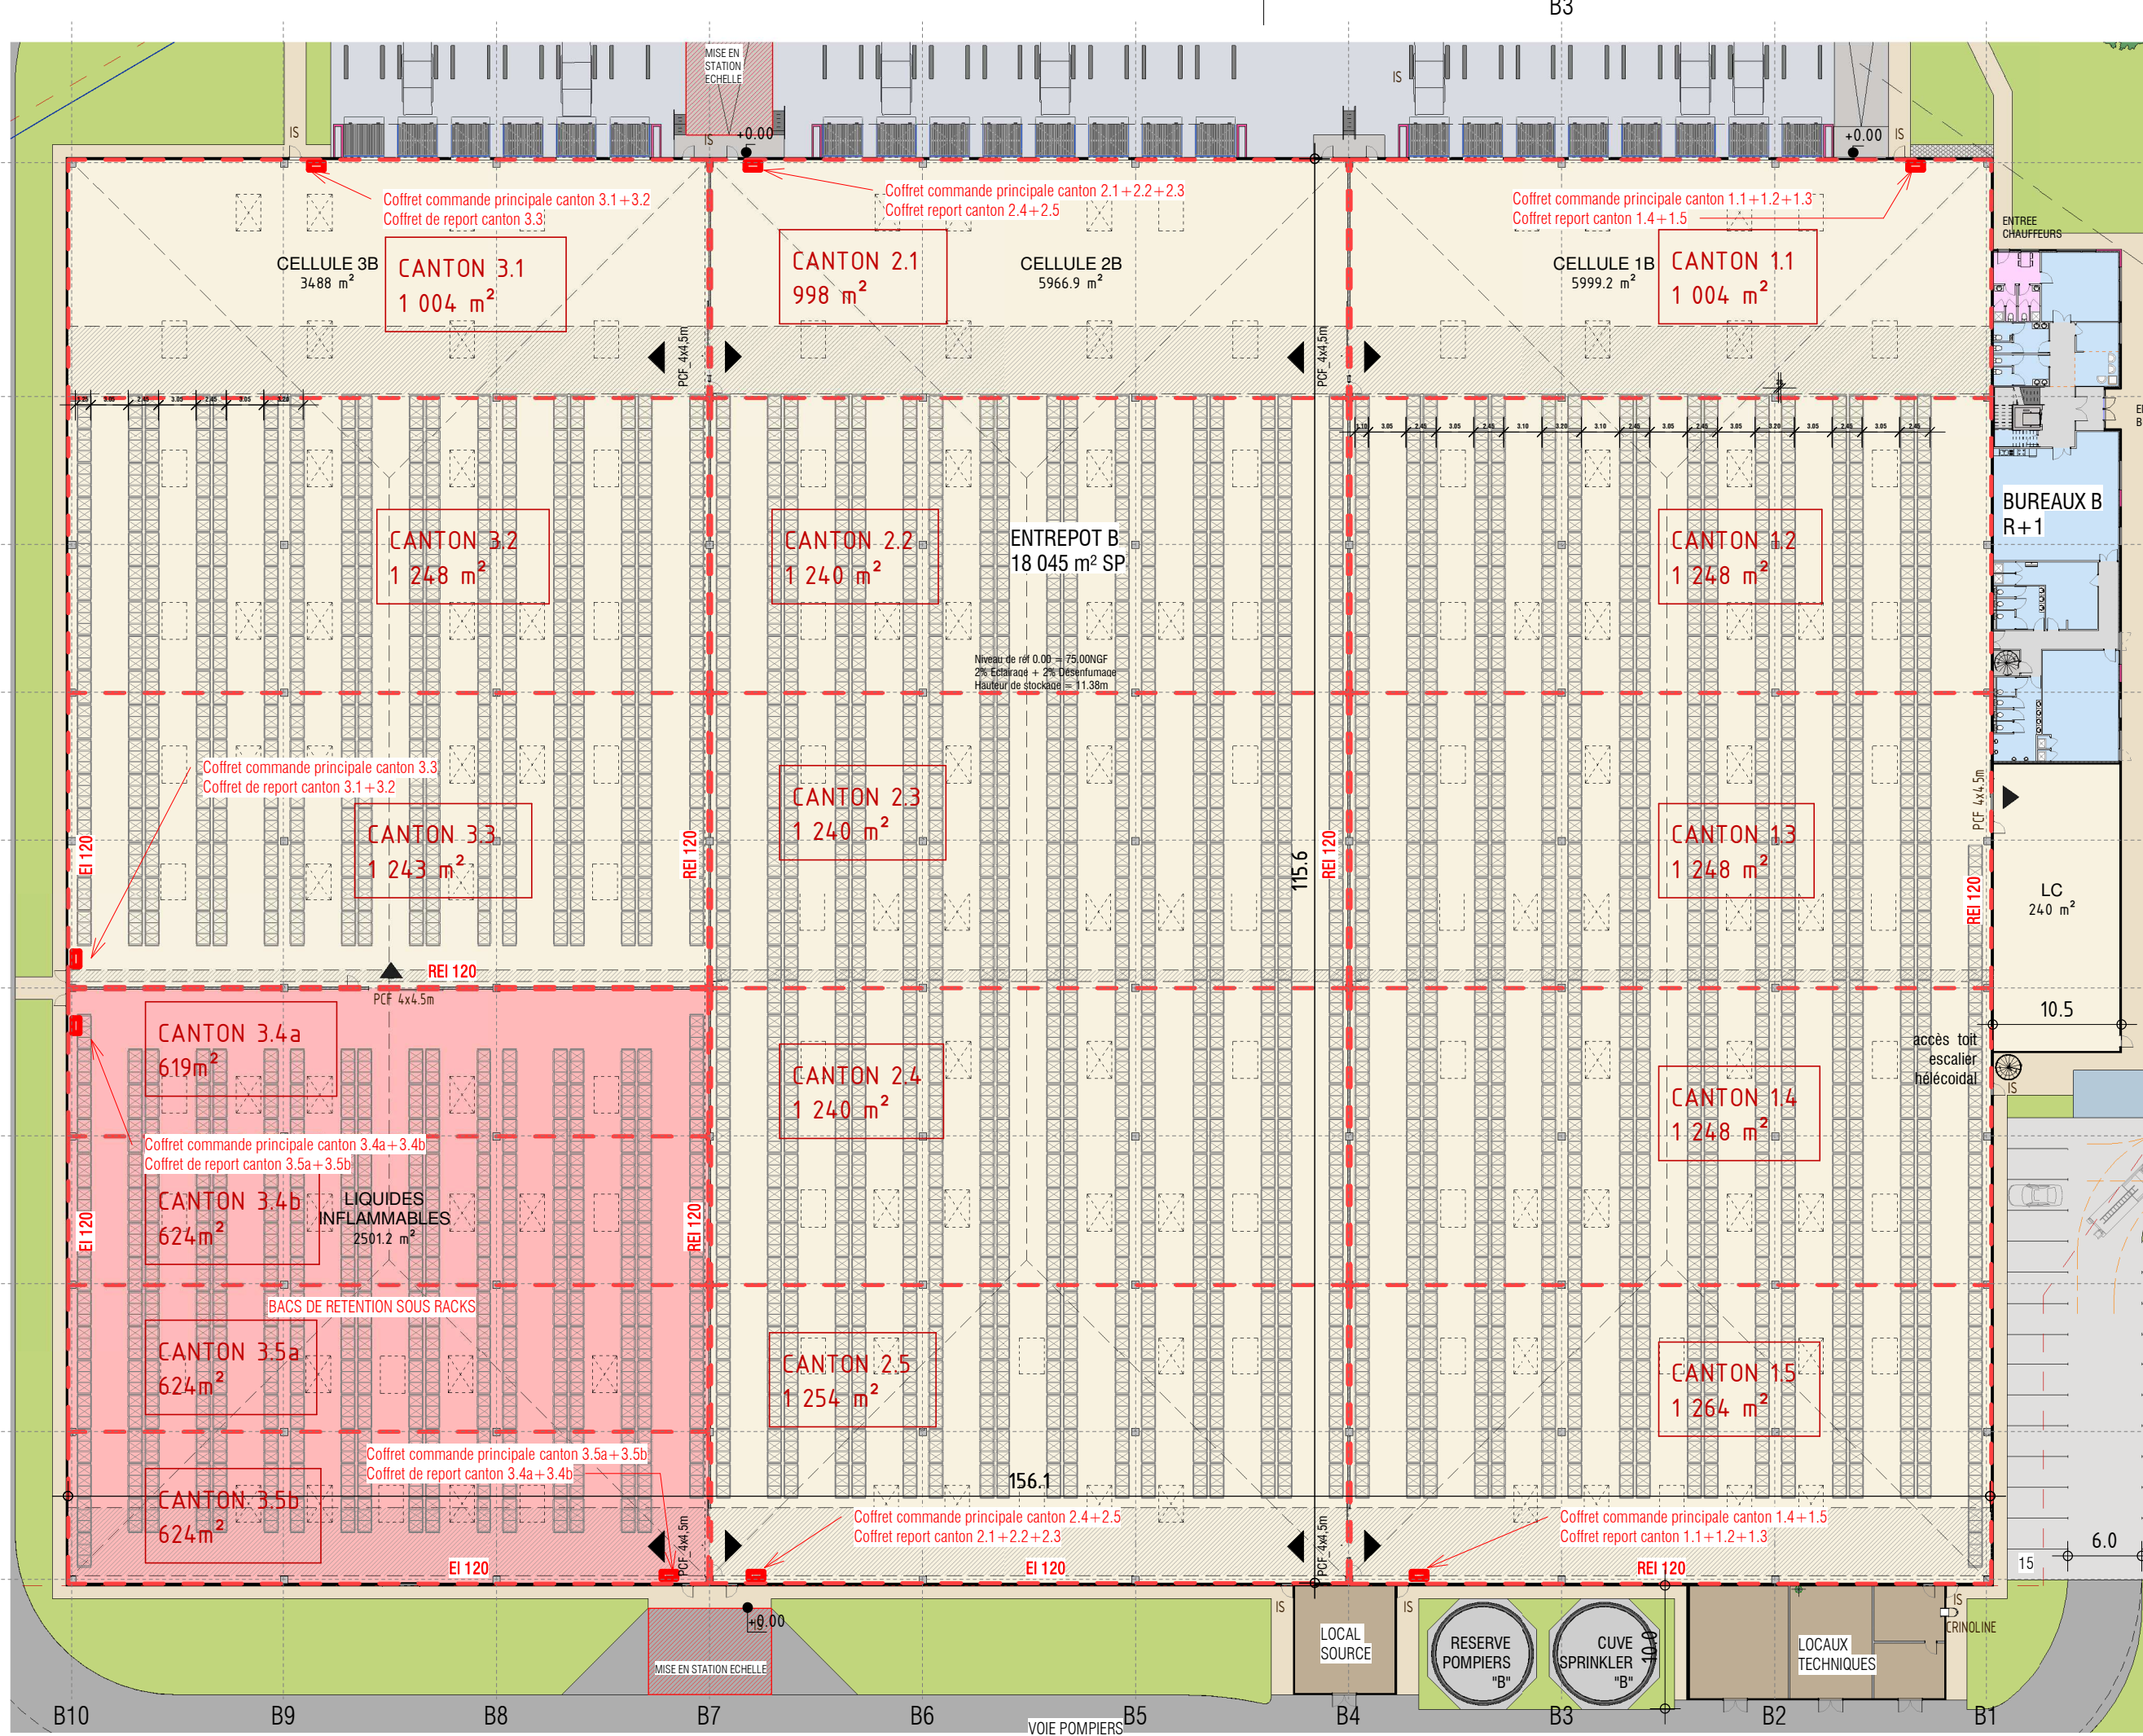 B3
MISE EN
STATION
ECHELLE
IS
IS
IS
IS
+0.00
+0.00
Coffret commande principale canton 3.1+3.2
Coffret de report canton 3.3
Coffret commande principale canton 2.1+2.2+2.3
Coffret report canton 2.4+2.5
Coffret commande principale canton 1.1+1.2+1.3
Coffret report canton 1.4+1.5
ENTREE
CHAUFFEURS
CELLULE 3B
3488 m²
CANTON 3.1
1 004 m²
CANTON 2.1
998 m²
CELLULE 2B
5966.9 m²
CELLULE 1B
5999.2 m²
CANTON 1.1
1 004 m²
PCF_4x4,5m
PCF_4x4,5m
BUREAUX B
R+1
CANTON 3.2
1 248 m²
CANTON 2.2
1 240 m²
ENTREPOT B
18 045 m² SP
CANTON 1.2
1 248 m²
Niveau de réf 0.00 = 75.00NGF
2% Eclairage + 2% Désenfumage
Hauteur de stockage = 11.38m
Coffret commande principale canton 3.3
Coffret de report canton 3.1+3.2
CANTON 3.3
1 243 m²
CANTON 2.3
1 240 m²
CANTON 1.3
1 248 m²
PCF 4x4.5m
EI 120
REI 120
115.6
REI 120
REI 120
LC
240 m²
REI 120
PCF 4x4.5m
10.5
accès toit
escalier
hélécoidal
IS
CANTON 3.4a
619m²
CANTON 2.4
1 240 m²
CANTON 1.4
1 248 m²
Coffret commande principale canton 3.4a+3.4b
Coffret de report canton 3.5a+3.5b
CANTON 3.4b
624m²
LIQUIDES
INFLAMMABLES
2501.2 m²
EI 120
REI 120
BACS DE RETENTION SOUS RACKS
CANTON 3.5a
624m²
CANTON 2.5
1 254 m²
CANTON 1.5
1 264 m²
Coffret commande principale canton 3.5a+3.5b
Coffret de report canton 3.4a+3.4b
156.1
CANTON 3.5b
624m²
Coffret commande principale canton 2.4+2.5
Coffret report canton 2.1+2.2+2.3
Coffret commande principale canton 1.4+1.5
Coffret report canton 1.1+1.2+1.3
PCF_4x4,5m
PCF_4x4,5m
EI 120
EI 120
REI 120
15
6.0
+0.00
IS
IS
IS
IS
CRINOLINE
MISE EN STATION ECHELLE
LOCAL
SOURCE
RESERVE
POMPIERS
"B"
CUVE
SPRINKLER
"B"
10.0
LOCAUX
TECHNIQUES
B10
B9
B8
B7
B6
B5
B4
B3
B2
B1
VOIE POMPIERS